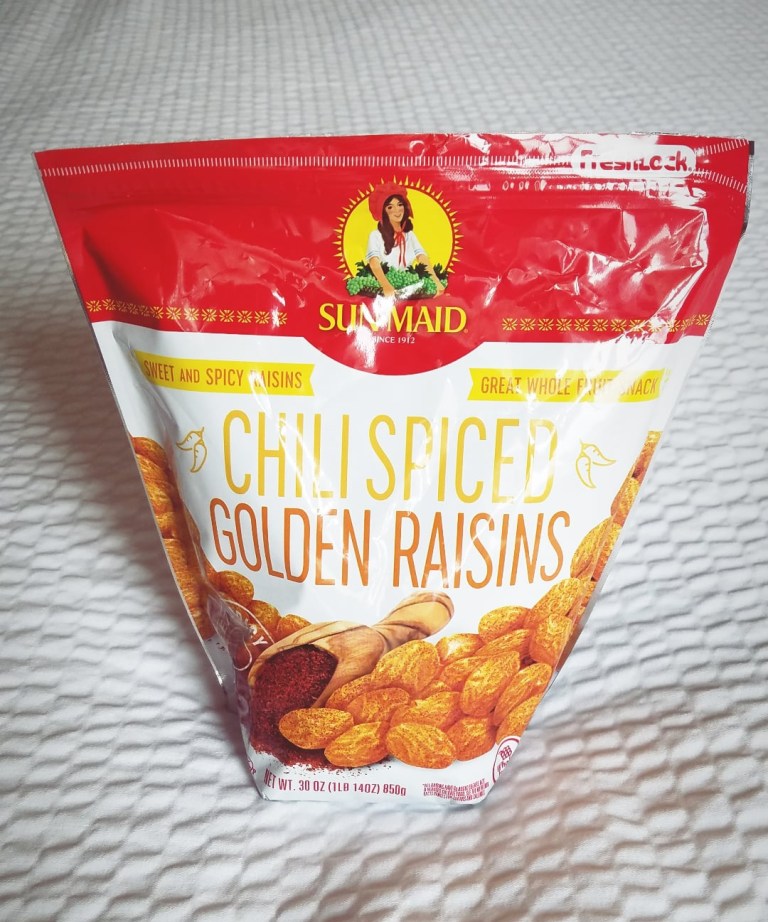 FreshLock
SUN-MAID
SINCE 1912
SWEET AND SPICY RAISINS
GREAT WHOLE FRUIT SNACK
CHILI SPICED
GOLDEN RAISINS
NET WT. 30 OZ (1LB 14OZ) 850g